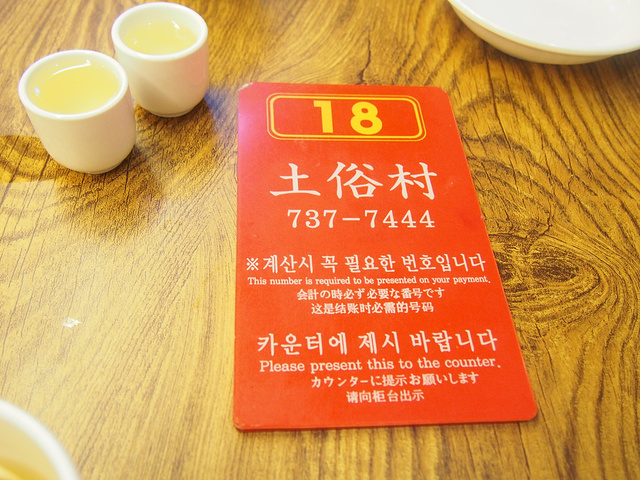 18
土俗村
737-7444
※계산시 꼭 필요한 번호입니다
This number is required to be presented on your payment.
会計の時必ず必要な番号です
这是结账时必需的号码
카운터에 제시 바랍니다
Please present this to the counter.
カウンターに提示お願いします
请向柜台出示